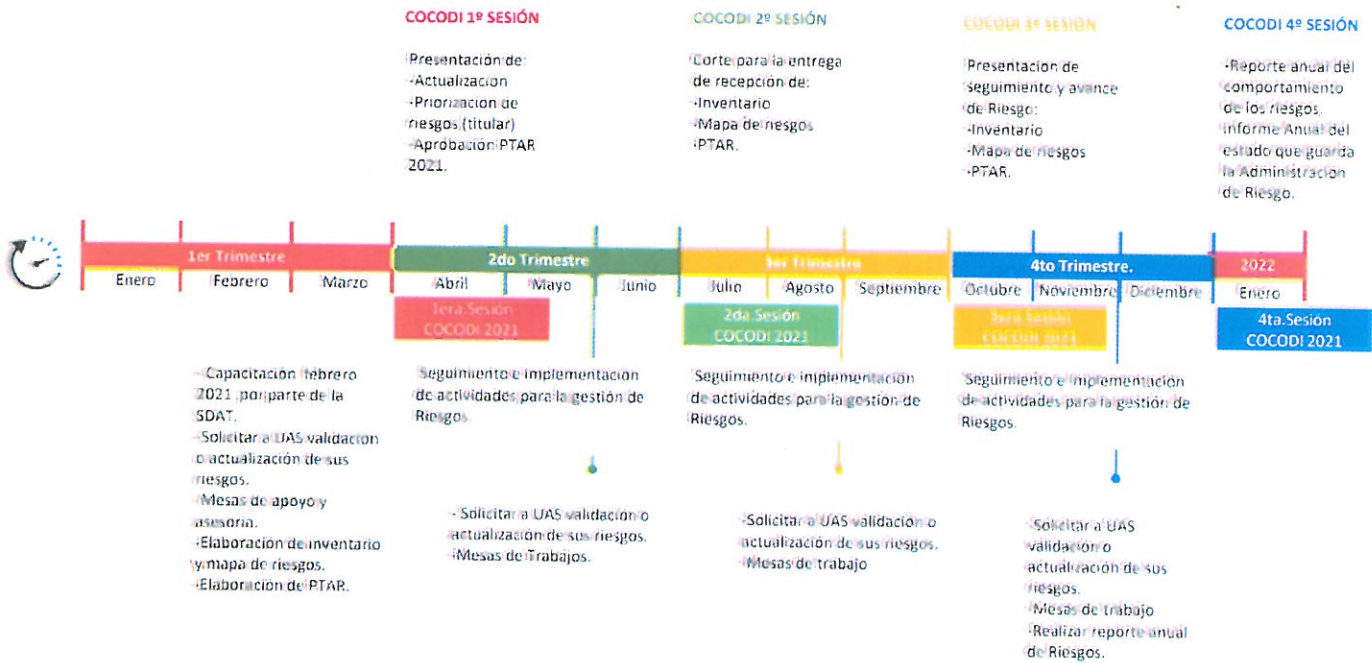 COCODI 1º SESIÓN
Presentación de:
-Actualización
-Priorización de
riesgos (titular)
-Aprobación PTAR
2021.
COCODI 2º SESIÓN
Corte para la entrega
de recepción de:
-Inventario
-Mapa de riesgos
-PTAR.
COCODI 3º SESIÓN
Presentación de
seguimiento y avance
de Riesgo:
-Inventario
-Mapa de riesgos
-PTAR.
COCODI 4º SESIÓN
-Reporte anual del
comportamiento
de los riesgos,
Informe Anual del
estado que guarda
la Administración
de Riesgo.
1er Trimestre
2do Trimestre
3er Trimestre
4to Trimestre.
2022
Enero
Febrero
Marzo
Abril
Mayo
Junio
Julio
Agosto
Septiembre
Octubre
Noviembre
Diciembre
Enero
1era.Sesión
COCODI 2021
2da.Sesión
COCODI 2021
3era.Sesión
COCODI 2021
4ta.Sesión
COCODI 2021
- Capacitación febrero
2021 por parte de la
SDAT.
-Solicitar a UAS validación
o actualización de sus
riesgos.
-Mesas de apoyo y
asesoria.
-Elaboración de inventario
y mapa de riesgos.
-Elaboración de PTAR.
Seguimiento e implementación
de actividades para la gestión de
Riesgos.
- Solicitar a UAS validación o
actualización de sus riesgos.
-Mesas de Trabajos.
Seguimiento e implementación
de actividades para la gestión de
Riesgos.
-Solicitar a UAS validación o
actualización de sus riesgos.
-Mesas de trabajo
Seguimiento e implementación
de actividades para la gestión de
Riesgos.
-Solicitar a UAS
validación o
actualización de sus
riesgos.
-Mesas de trabajo
-Realizar reporte anual
de Riesgos.